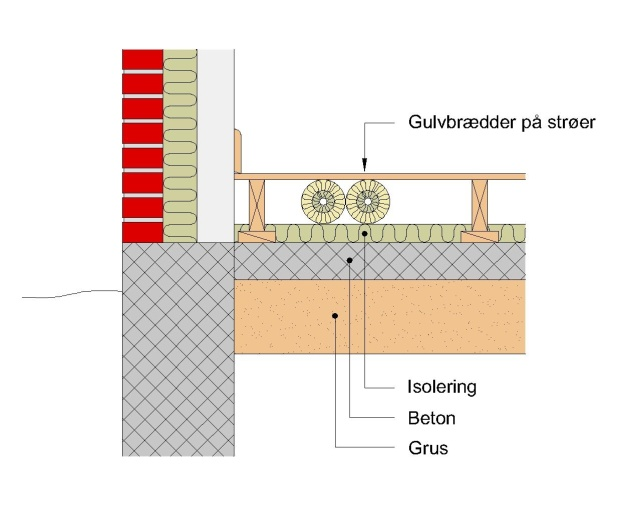 Gulvbrædder på strøer
Isolering
Beton
Grus